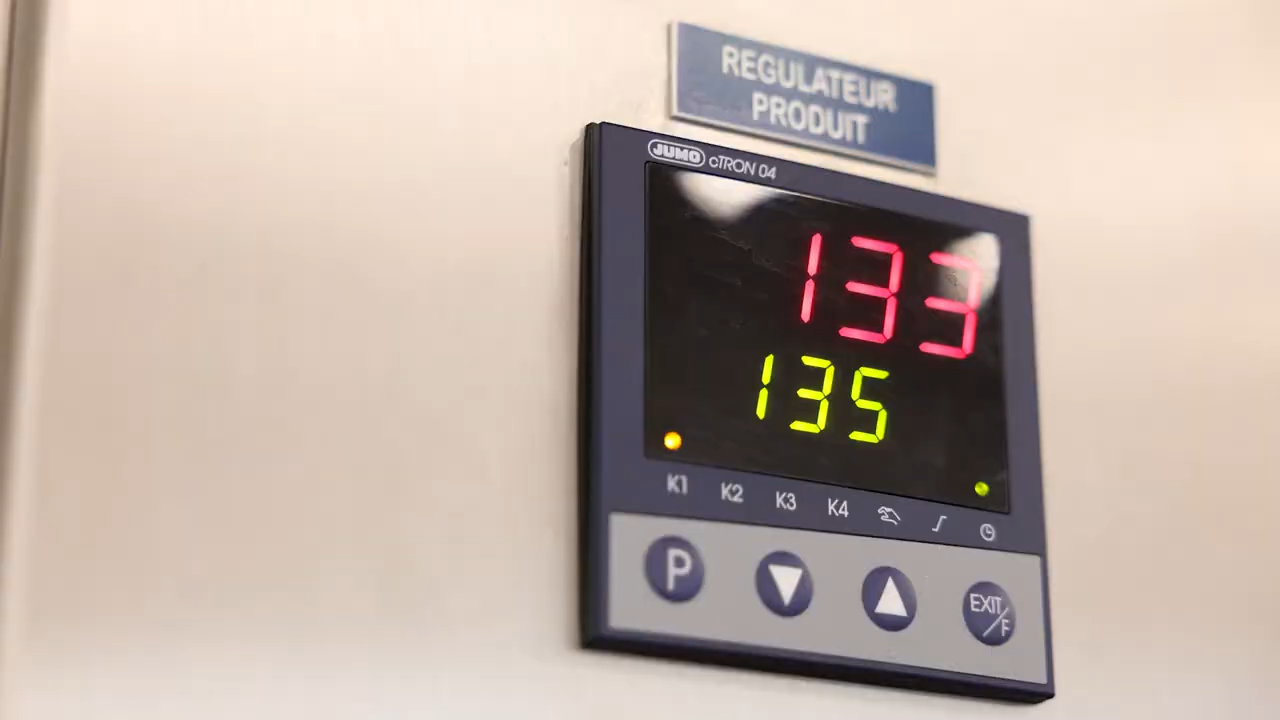 REGULATEUR
PRODUIT
JUMO cTRON 04
133
135
K1 K2 K3 K4
P EXIT/F